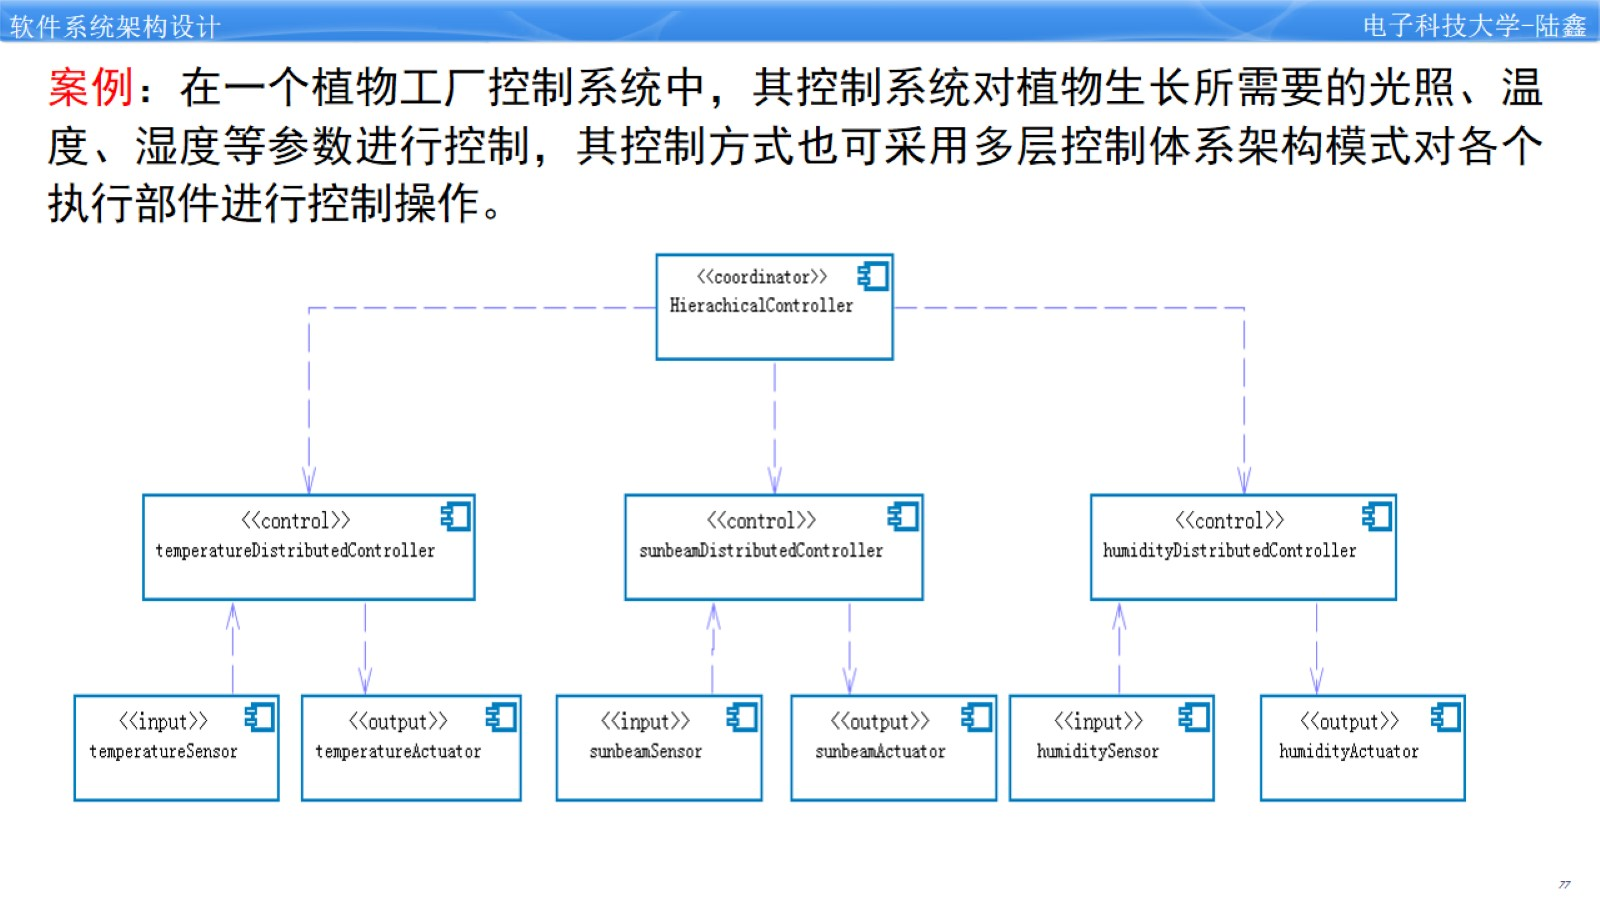 软件系统架构设计
电子科技大学-陆鑫
案例：在一个植物工厂控制系统中，其控制系统对植物生长所需要的光照、温
度、湿度等参数进行控制，其控制方式也可采用多层控制体系架构模式对各个
执行部件进行控制操作。
<<coordinator>>
HierachicalController
<<control>>
temperatureDistributedController
<<control>>
sunbeamDistributedController
<<control>>
humidityDistributedController
<<input>>
temperatureSensor
<<output>>
temperatureActuator
<<input>>
sunbeamSensor
<<output>>
sunbeamActuator
<<input>>
humiditySensor
<<output>>
humidityActuator
77